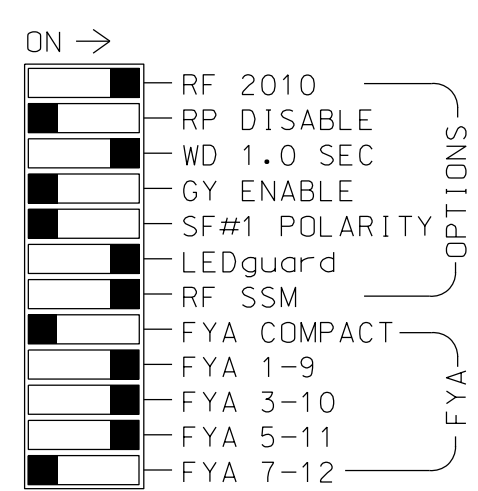 ON →
RF 2010
RP DISABLE
WD 1.0 SEC
GY ENABLE
SF#1 POLARITY
LEDguard
RF SSM
FYA COMPACT
FYA 1-9
FYA 3-10
FYA 5-11
FYA 7-12
OPTIONS
FYA